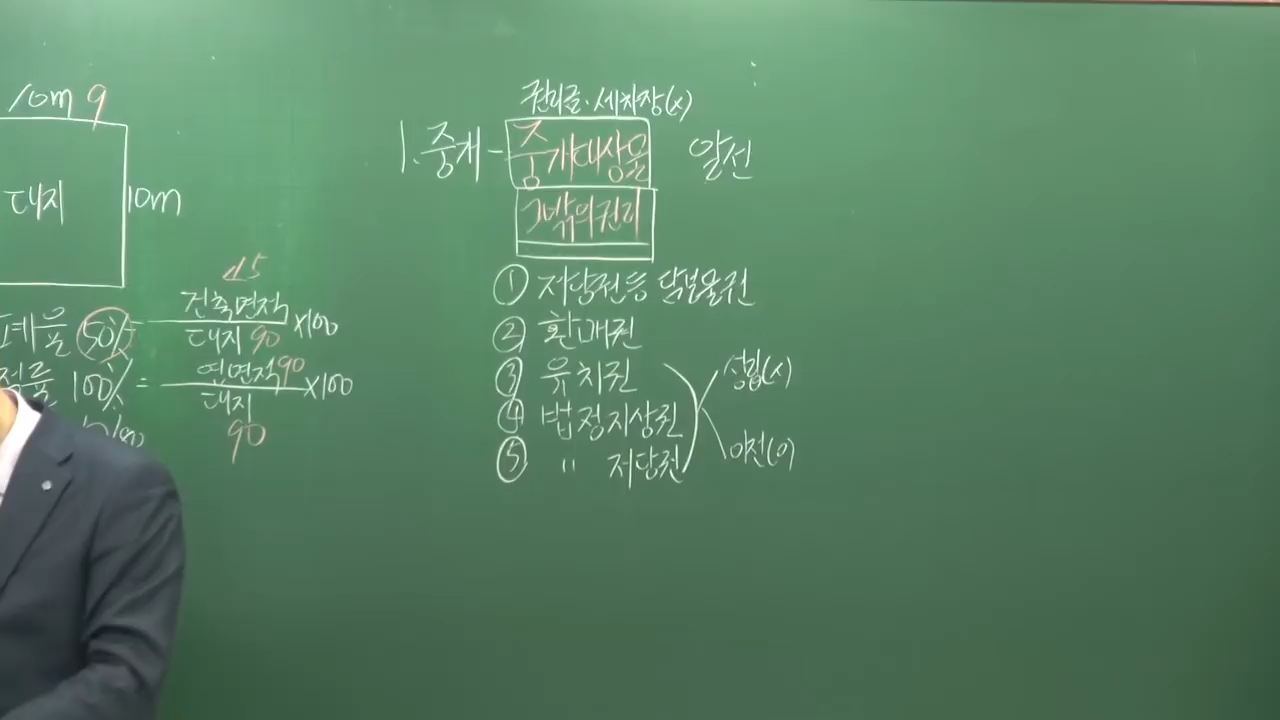 10m 9
대지 10m
45
폐율 50% = 건축면적 / 대지 90 ×100
적률 100% = 연면적 90 / 대지 90 ×100
권리금·세차장(x)
1. 중개 - 중개대상물 알선
그밖의권리
① 저당권등 담보물권
② 환매권
③ 유치권
④ 법정지상권
⑤ 〃 저당권
성립(x)
이전(o)